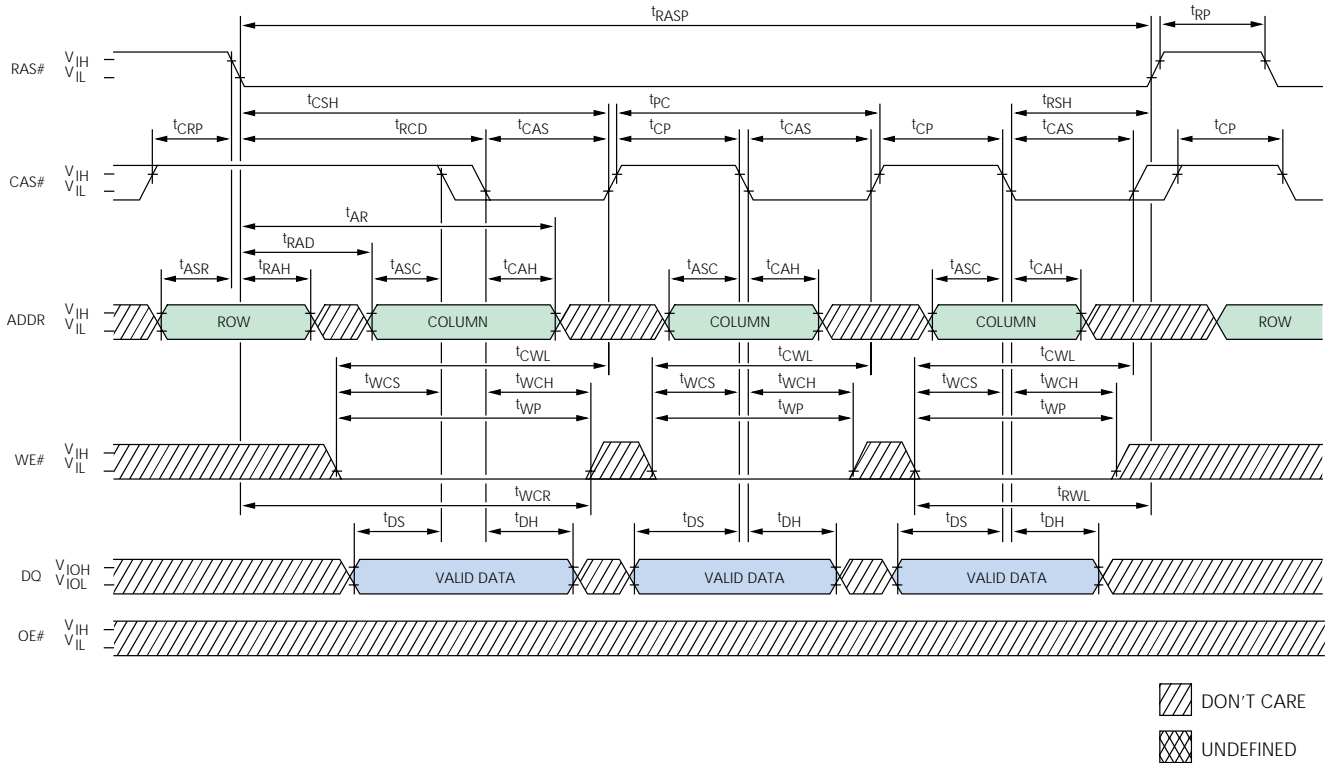 tRASP tRP
RAS# VIH
VIL
tCSH tPC tRSH
tCRP tRCD tCAS tCP tCAS tCP tCAS tCP
CAS# VIH
VIL
tAR
tRAD
tASR tRAH tASC tCAH tASC tCAH tASC tCAH
ADDR VIH
VIL
ROW COLUMN COLUMN COLUMN ROW
tCWL tCWL tCWL
tWCS tWCH tWCS tWCH tWCS tWCH
tWP tWP tWP
WE# VIH
VIL
tWCR tRWL
tDS tDH tDS tDH tDS tDH
DQ VIOH
VIOL
VALID DATA VALID DATA VALID DATA
OE# VIH
VIL
DON'T CARE
UNDEFINED